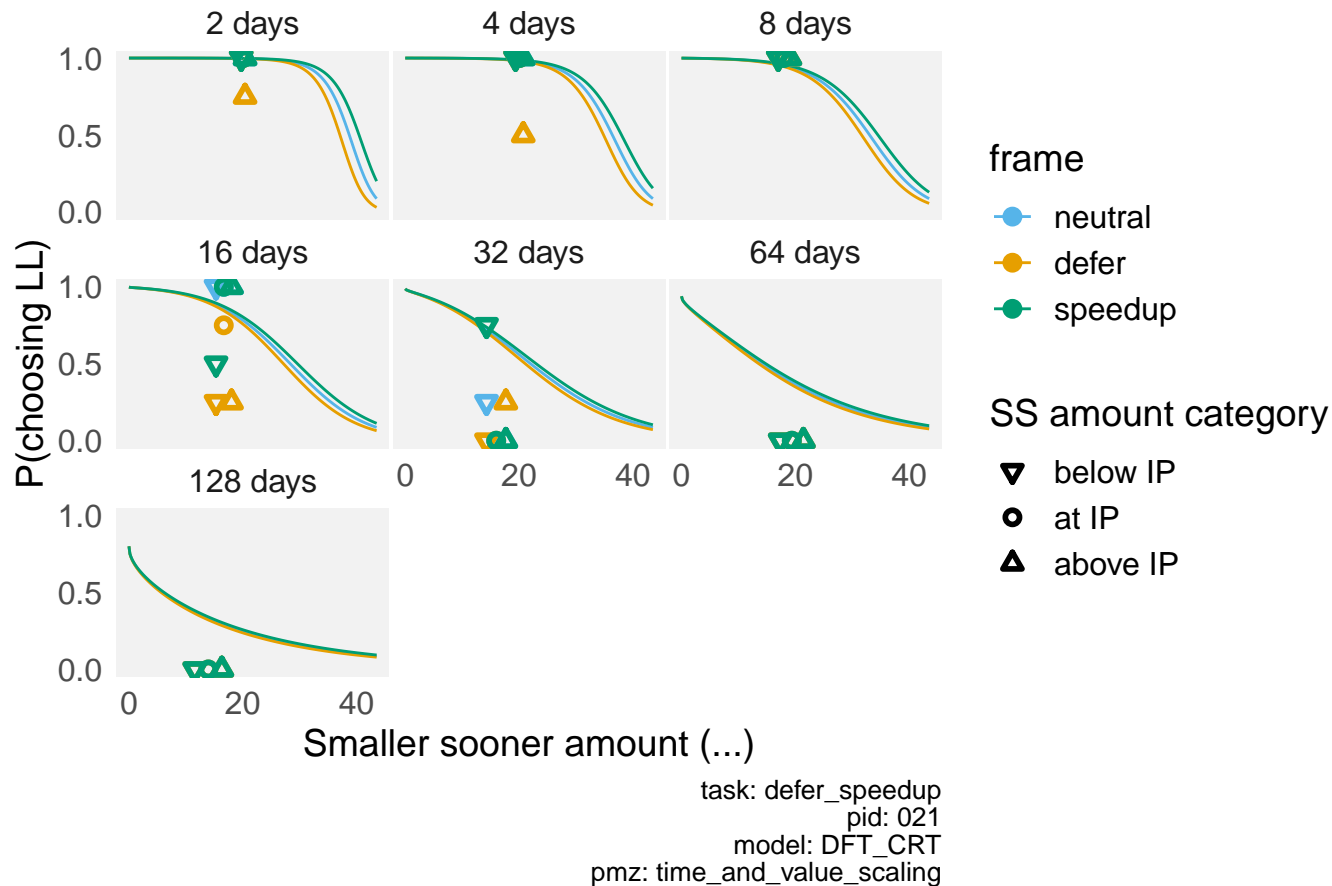 2 days
4 days
8 days
1.0
0.5
0.0
16 days
32 days
64 days
1.0
0.5
0.0
0
20
40
0
20
40
128 days
1.0
0.5
0.0
0
20
40
P(choosing LL)
Smaller sooner amount (...)
frame
neutral
defer
speedup
SS amount category
below IP
at IP
above IP
task: defer_speedup
pid: 021
model: DFT_CRT
pmz: time_and_value_scaling